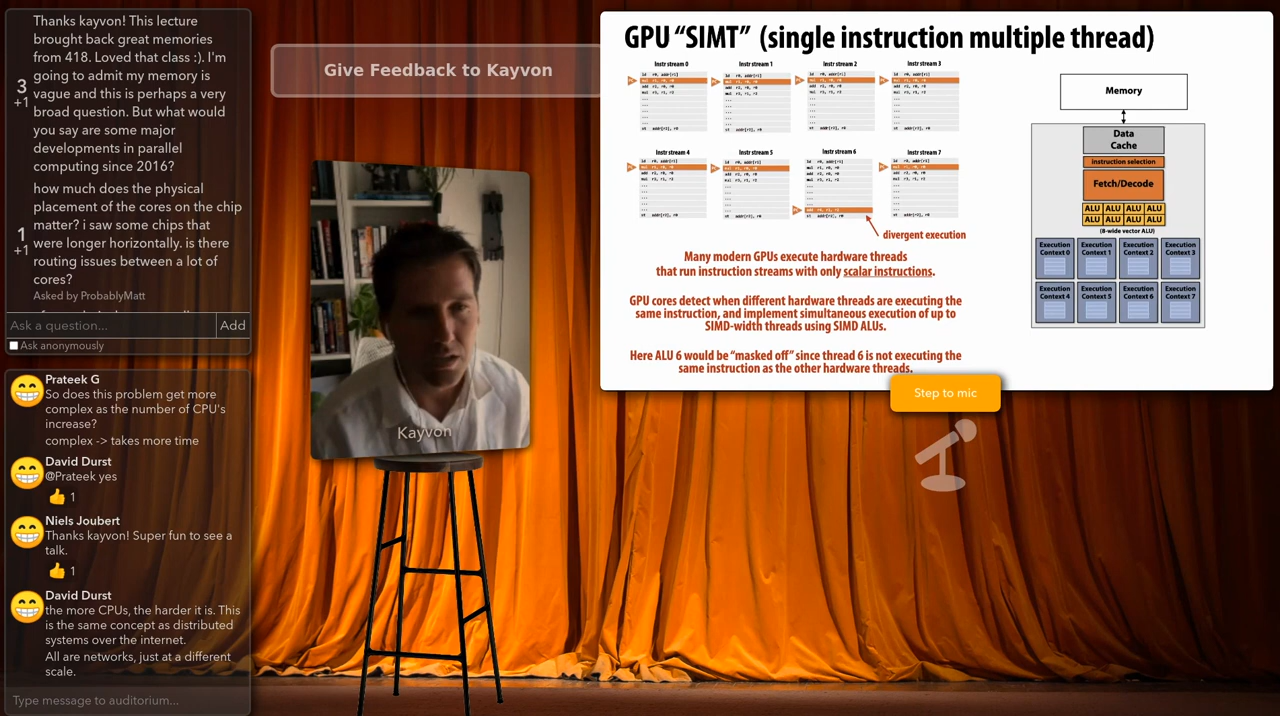 Thanks kayvon! This lecture
brought back great memories
from 418. Loved that class :). I'm
going to admit my memory is
rusty so this is perhaps a
broad question. But what would
you say are some major
developments in parallel
computing since ~2010?
3
+1
how much does the physical
placement of the cores on the chip
were longer horizontally. Is there
routing issues between a lot of
cores?
1
+1
Asked by ProbablyMatt
Ask a question...
Add
Ask anonymously
Prateek G
So does this problem get more
complex as the number of CPU's
increase?
complex -> takes more time
David Durst
@Prateek yes
1
Niels Joubert
Thanks kayvon! Super fun to see a
talk.
1
David Durst
the more CPUs, the harder it is. This
is the same concept as distributed
systems over the internet.
All are networks, just at a different
scale.
Type message to auditorium...
Give Feedback to Kayvon
Kayvon
GPU “SIMT” (single instruction multiple thread)
Instr stream 0
Instr stream 1
Instr stream 2
Instr stream 3
Instr stream 4
Instr stream 5
Instr stream 6
Instr stream 7
divergent execution
Many modern GPUs execute hardware threads
that run instruction streams with only scalar instructions.
GPU cores detect when different hardware threads are executing the
same instruction, and implement simultaneous execution of up to
SIMD-width threads using SIMD ALUs.
Here ALU 6 would be “masked off” since thread 6 is not executing the
same instruction as the other hardware threads.
Memory
Data
Cache
instruction selection
Fetch/Decode
ALU ALU ALU ALU
ALU ALU ALU ALU
(8-wide vector ALU)
Execution
Context 0
Execution
Context 1
Execution
Context 2
Execution
Context 3
Execution
Context 4
Execution
Context 5
Execution
Context 6
Execution
Context 7
Step to mic